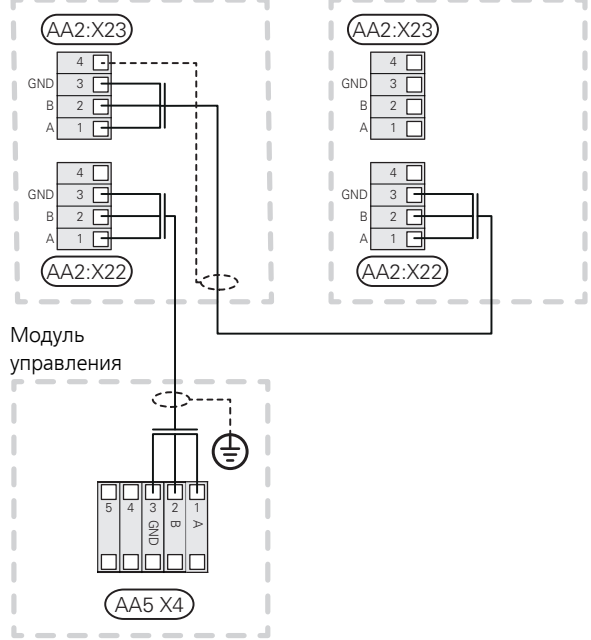 AA2:X23
4
GND 3
B 2
A 1
4
GND 3
B 2
A 1
AA2:X22
AA2:X23
4
GND 3
B 2
A 1
4
GND 3
B 2
A 1
AA2:X22
Модуль
управления
5 4 3 2 1
GND B A
AA5 X4